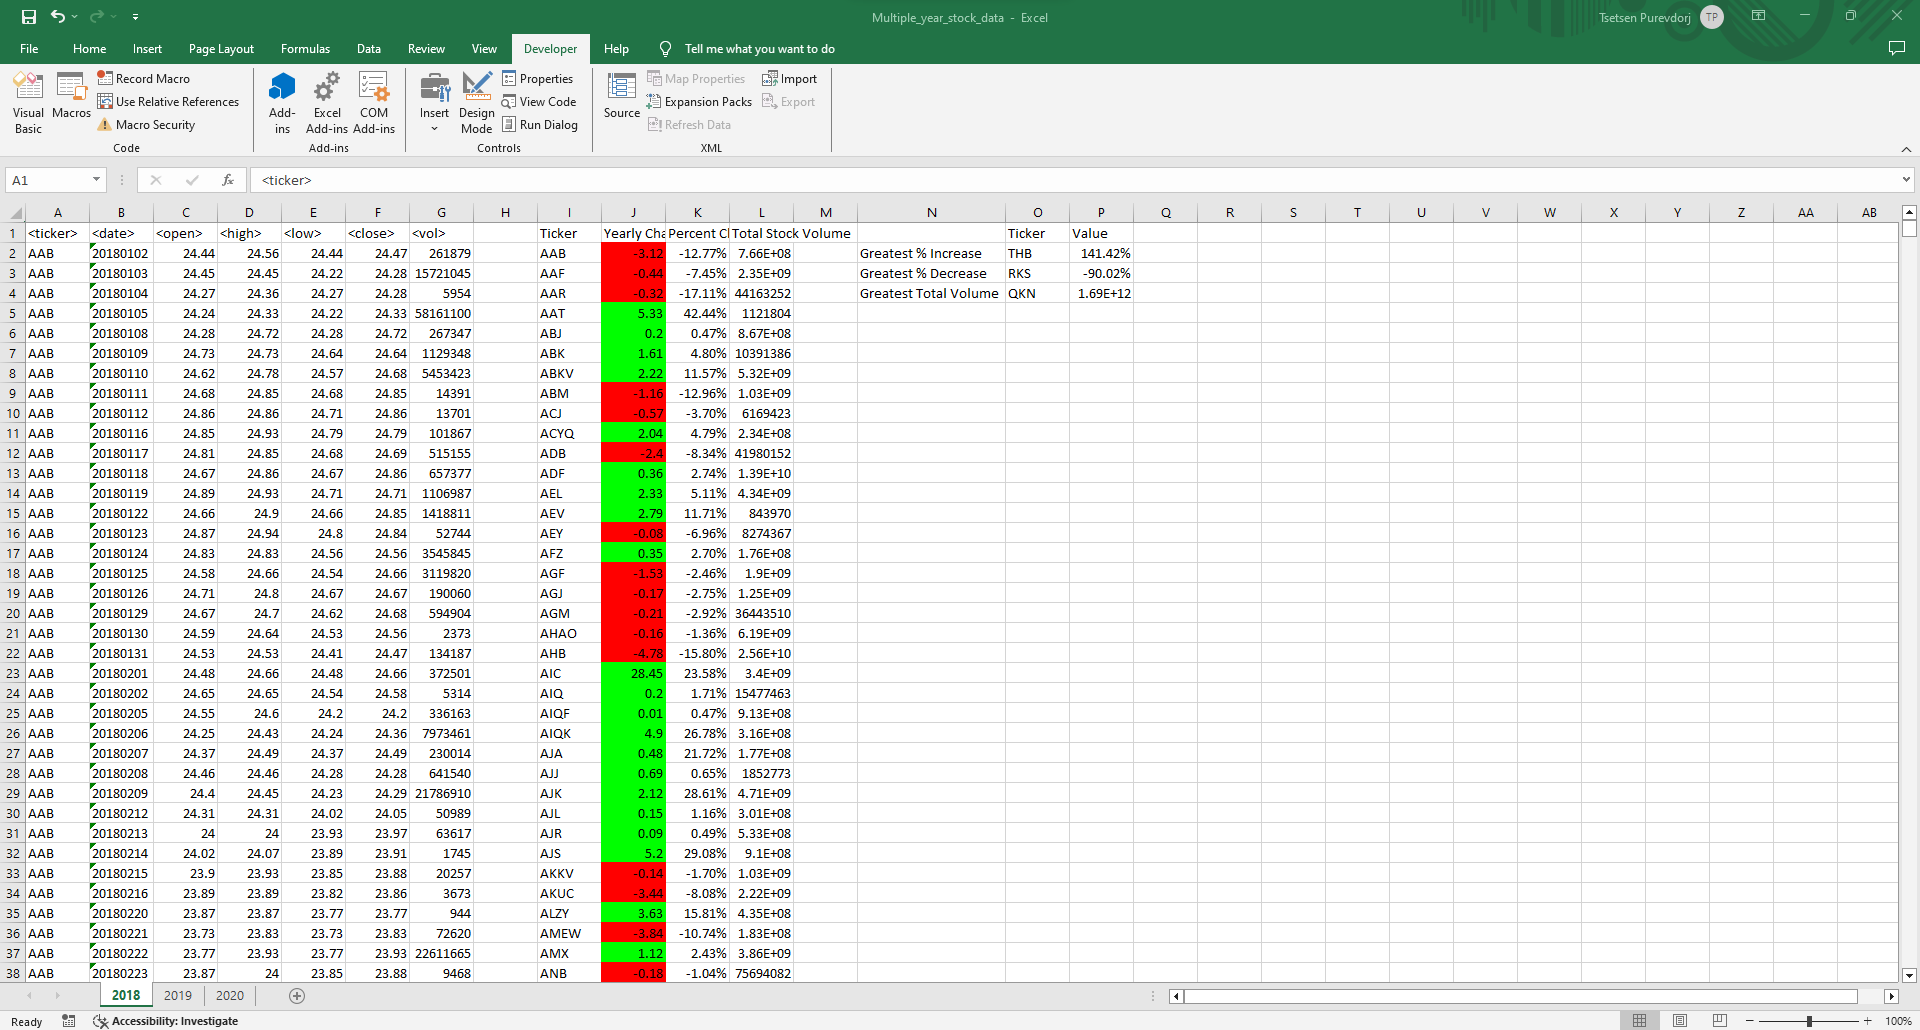 Multiple_year_stock_data - Excel
Tsetsen Purevdorj TP
File Home Insert Page Layout Formulas Data Review View Developer Help Tell me what you want to do
Visual Basic
Macros
Record Macro
Use Relative References
Macro Security
Code
Add-ins
Excel Add-ins
COM Add-ins
Add-ins
Insert
Design Mode
Properties
View Code
Run Dialog
Controls
Source
Map Properties
Expansion Packs
Refresh Data
Import
Export
XML
A1 fx <ticker>
A B C D E F G H I J K L M N O P Q R S T U V W X Y Z AA AB
1 <ticker> <date> <open> <high> <low> <close> <vol> Ticker Yearly Cha Percent Cl Total Stock Volume Ticker Value
2 AAB 20180102 24.44 24.56 24.44 24.47 261879 AAB -3.12 -12.77% 7.66E+08 Greatest % Increase THB 141.42%
3 AAB 20180103 24.45 24.45 24.22 24.28 15721045 AAF -0.44 -7.45% 2.35E+09 Greatest % Decrease RKS -90.02%
4 AAB 20180104 24.27 24.36 24.27 24.28 5954 AAR -0.32 -17.11% 44163252 Greatest Total Volume QKN 1.69E+12
5 AAB 20180105 24.24 24.33 24.22 24.33 58161100 AAT 5.33 42.44% 1121804
6 AAB 20180108 24.28 24.72 24.28 24.72 267347 ABJ 0.2 0.47% 8.67E+08
7 AAB 20180109 24.73 24.73 24.64 24.64 1129348 ABK 1.61 4.80% 10391386
8 AAB 20180110 24.62 24.78 24.57 24.68 5453423 ABKV 2.22 11.57% 5.32E+09
9 AAB 20180111 24.68 24.85 24.68 24.85 14391 ABM -1.16 -12.96% 1.03E+09
10 AAB 20180112 24.86 24.86 24.71 24.86 13701 ACJ -0.57 -3.70% 6169423
11 AAB 20180116 24.85 24.93 24.79 24.79 101867 ACYQ 2.04 4.79% 2.34E+08
12 AAB 20180117 24.81 24.85 24.68 24.69 515155 ADB -2.4 -8.34% 41980152
13 AAB 20180118 24.67 24.86 24.67 24.86 657377 ADF 0.36 2.74% 1.39E+10
14 AAB 20180119 24.89 24.93 24.71 24.71 1106987 AEL 2.33 5.11% 4.34E+09
15 AAB 20180122 24.66 24.9 24.66 24.85 1418811 AEV 2.79 11.71% 843970
16 AAB 20180123 24.87 24.94 24.8 24.84 52744 AEY -0.08 -6.96% 8274367
17 AAB 20180124 24.83 24.83 24.56 24.56 3545845 AFZ 0.35 2.70% 1.76E+08
18 AAB 20180125 24.58 24.66 24.54 24.66 3119820 AGF -1.53 -2.46% 1.9E+09
19 AAB 20180126 24.71 24.8 24.67 24.67 190060 AGJ -0.17 -2.75% 1.25E+09
20 AAB 20180129 24.67 24.7 24.62 24.68 594904 AGM -0.21 -2.92% 36443510
21 AAB 20180130 24.59 24.64 24.53 24.56 2373 AHAO -0.16 -1.36% 6.19E+09
22 AAB 20180131 24.53 24.53 24.41 24.47 134187 AHB -4.78 -15.80% 2.56E+10
23 AAB 20180201 24.48 24.66 24.48 24.66 372501 AIC 28.45 23.58% 3.4E+09
24 AAB 20180202 24.65 24.65 24.54 24.58 5314 AIQ 0.2 1.71% 15477463
25 AAB 20180205 24.55 24.6 24.2 24.2 336163 AIQF 0.01 0.47% 9.13E+08
26 AAB 20180206 24.25 24.43 24.24 24.36 7973461 AIQK 4.9 26.78% 3.16E+08
27 AAB 20180207 24.37 24.49 24.37 24.49 230014 AJA 0.48 21.72% 1.77E+08
28 AAB 20180208 24.46 24.46 24.28 24.28 641540 AJJ 0.69 0.65% 1852773
29 AAB 20180209 24.4 24.45 24.23 24.29 21786910 AJK 2.12 28.61% 4.71E+09
30 AAB 20180212 24.31 24.31 24.02 24.05 50989 AJL 0.15 1.16% 3.01E+08
31 AAB 20180213 24 24 23.93 23.97 63617 AJR 0.09 0.49% 5.33E+08
32 AAB 20180214 24.02 24.07 23.89 23.91 1745 AJS 5.2 29.08% 9.1E+08
33 AAB 20180215 23.9 23.93 23.85 23.88 20257 AKKV -0.14 -1.70% 1.03E+09
34 AAB 20180216 23.89 23.89 23.82 23.86 3673 AKUC -3.44 -8.08% 2.22E+09
35 AAB 20180220 23.87 23.87 23.77 23.77 944 ALZY 3.63 15.81% 4.35E+08
36 AAB 20180221 23.73 23.83 23.73 23.83 72620 AMEW -3.84 -10.74% 1.83E+08
37 AAB 20180222 23.77 23.93 23.77 23.93 22611665 AMX 1.12 2.43% 3.86E+09
38 AAB 20180223 23.87 24 23.85 23.88 9468 ANB -0.18 -1.04% 75694082
2018 2019 2020
Ready Accessibility: Investigate 100%